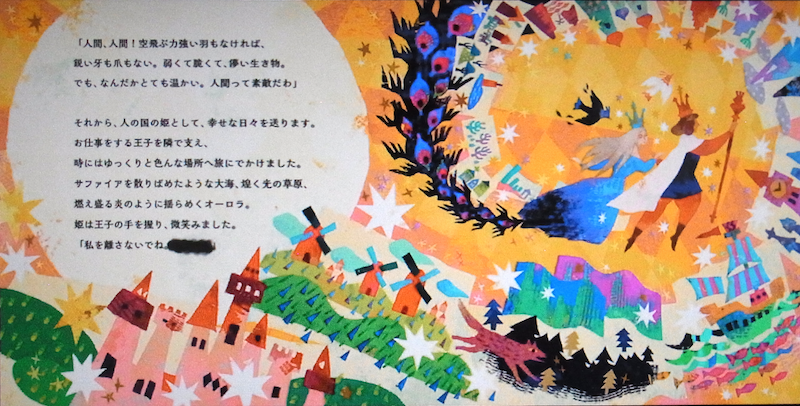 「人間、人間！空飛ぶ力強い羽もなければ、
鋭い牙も爪もない。弱くて脆くて、儚い生き物。
でも、なんだかとても温かい。人間って素敵だわ」
それから、人の国の姫として、幸せな日々を送ります。
お仕事をする王子を隣で支え、
時にはゆっくりと色んな場所へ旅にでかけました。
サファイアを散りばめたような大海、煌く光の草原、
燃え盛る炎のように揺らめくオーロラ。
姫は王子の手を握り、微笑みました。
「私を離さないでね